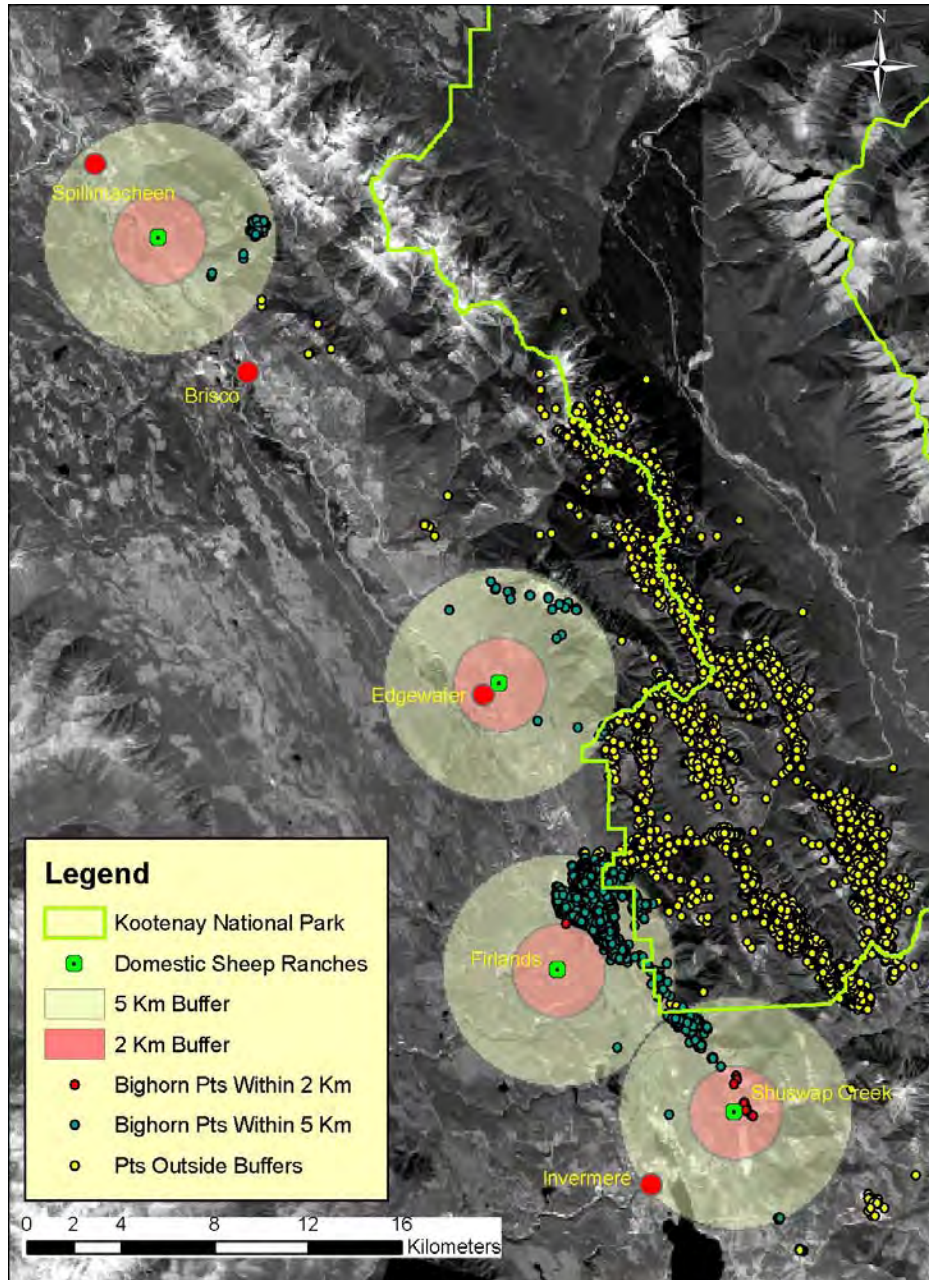 N
Spillimacheen
Brisco
Edgewater
Firlands
Shuswap Creek
Invermere
Legend
Kootenay National Park
Domestic Sheep Ranches
5 Km Buffer
2 Km Buffer
Bighorn Pts Within 2 Km
Bighorn Pts Within 5 Km
Pts Outside Buffers
0 2 4 8 12 16
Kilometers